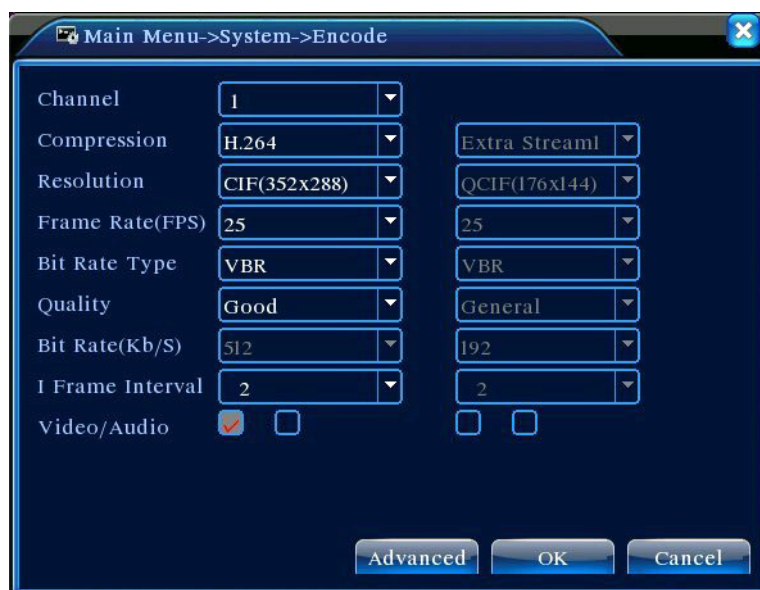 Main Menu->System->Encode
Channel 1
Compression H.264 Extra Stream1
Resolution CIF(352x288) QCIF(176x144)
Frame Rate(FPS) 25 25
Bit Rate Type VBR VBR
Quality Good General
Bit Rate(Kb/S) 512 192
I Frame Interval 2 2
Video/Audio
Advanced OK Cancel